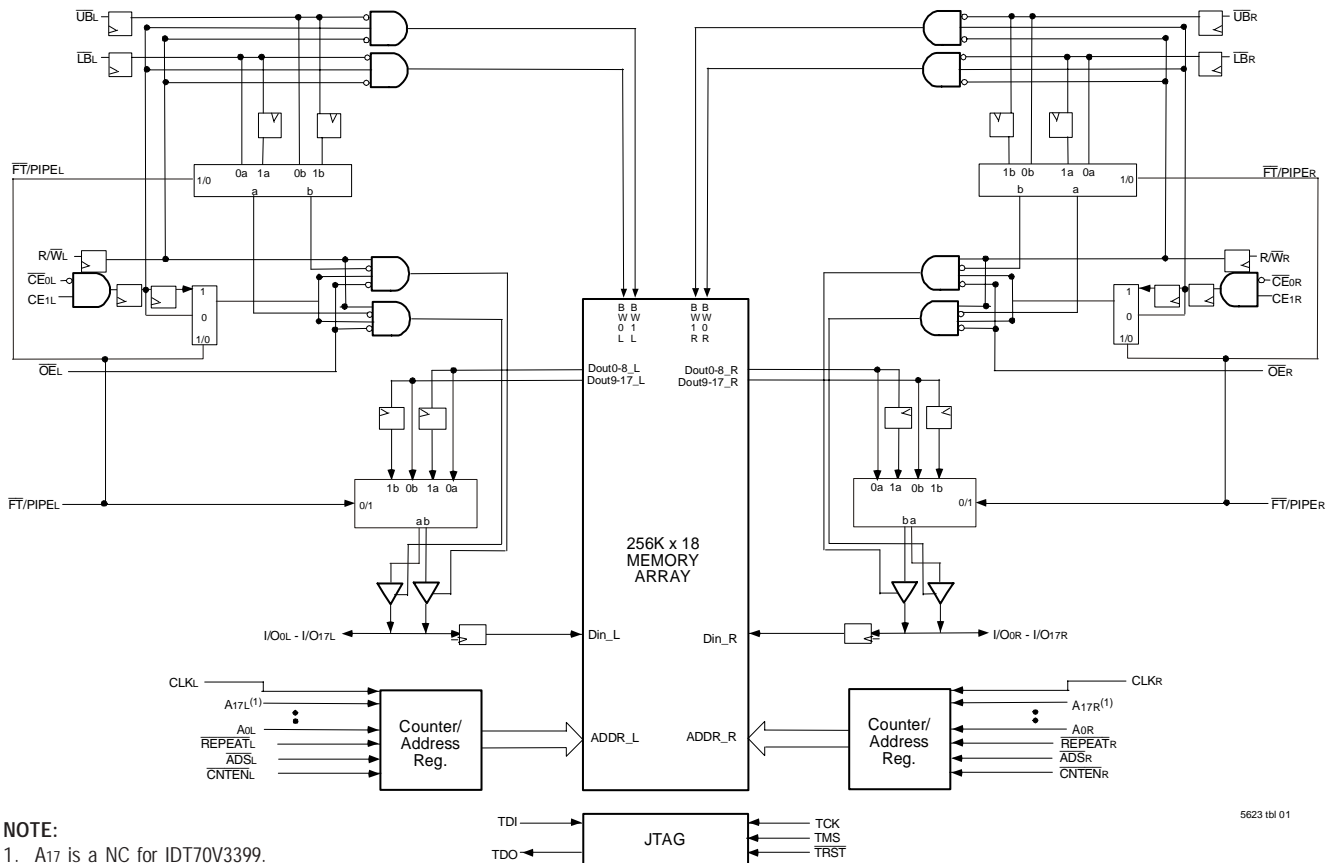 UBL
UBR
LBL
LBR
0a 1a 0b 1b
1b 0b 1a 0a
FT/PIPEL
1/0
1/0
FT/PIPER
a b
b a
R/WL
R/WR
CE0L
CE0R
CE1L
CE1R
1
0
1/0
1
0
1/0
BW0L
BW1L
BW1R
BW0R
OEL
OER
Dout0-8_L
Dout9-17_L
Dout0-8_R
Dout9-17_R
1b 0b 1a 0a
0a 1a 0b 1b
FT/PIPEL
0/1
0/1
FT/PIPER
a b
b a
256K x 18
MEMORY
ARRAY
I/O0L - I/O17L
Din_L
Din_R
I/O0R - I/O17R
CLKL
CLKR
A17L(1)
A17R(1)
A0L
A0R
REPEATL
REPEATR
ADSL
ADSR
CNTENL
CNTENR
Counter/
Address
Reg.
ADDR_L
ADDR_R
Counter/
Address
Reg.
5623 tbl 01
TDI
TDO
JTAG
TCK
TMS
TRST
NOTE:
1. A17 is a NC for IDT70V3399.